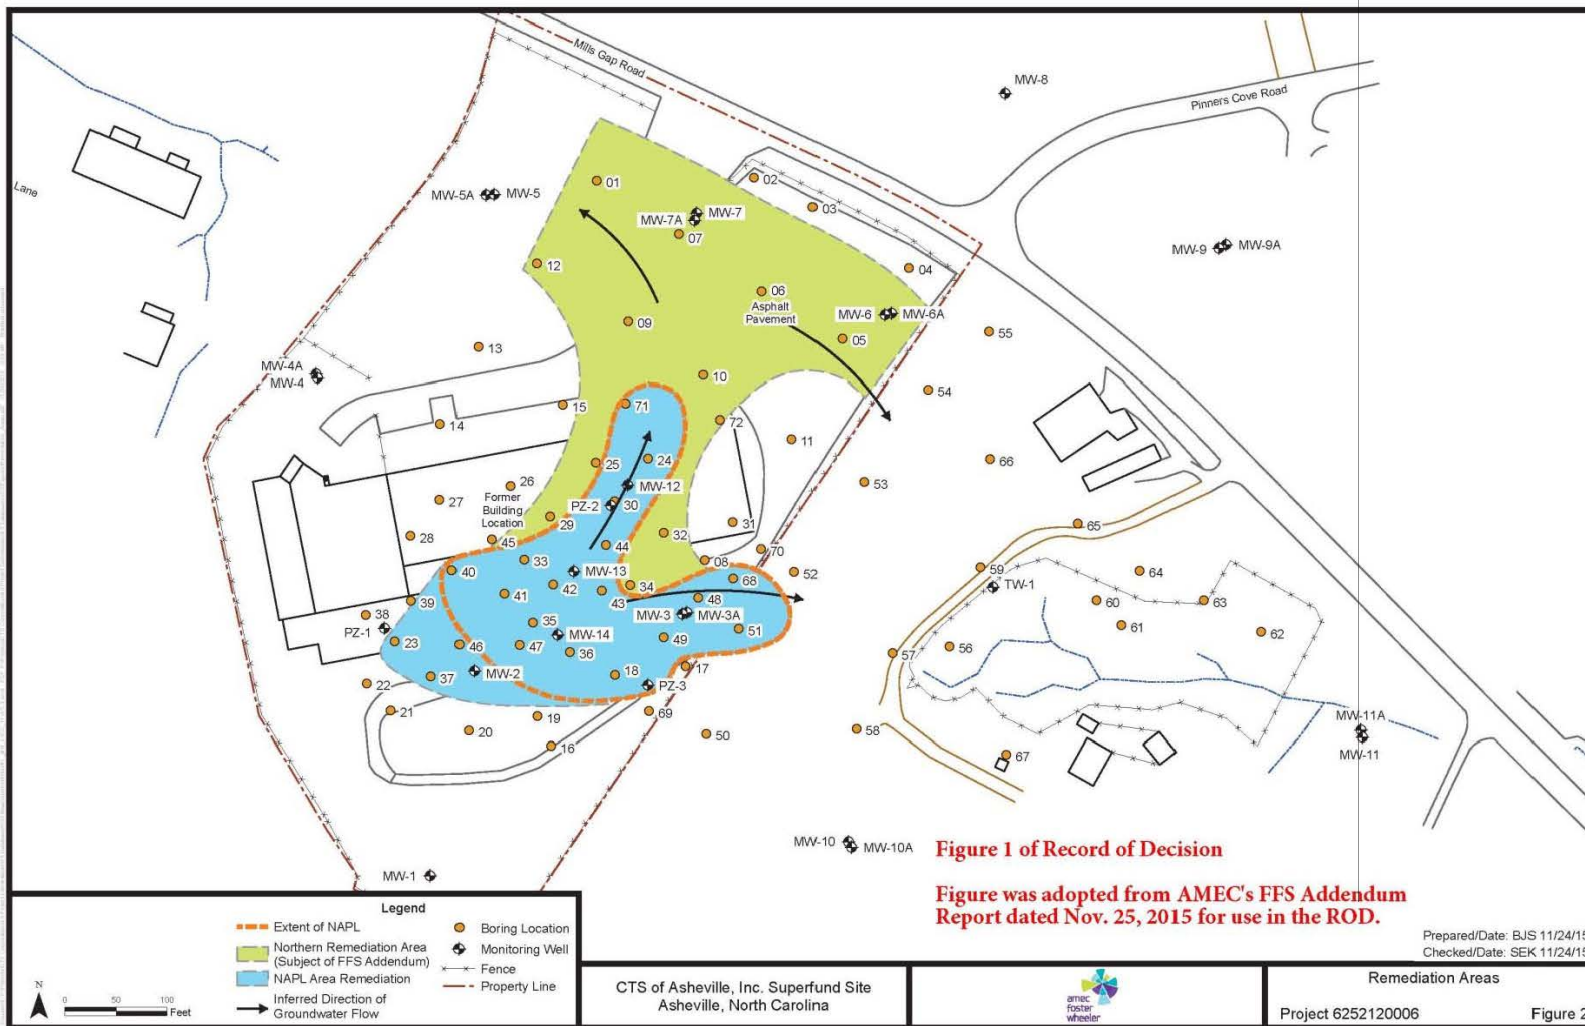 Mills Gap Road
Pinners Cove Road
Lane
MW-8
MW-5A
MW-5
01
02
03
MW-7
MW-7A
07
04
MW-9
MW-9A
12
06
Asphalt
Pavement
MW-6
MW-6A
09
05
55
13
MW-4A
MW-4
10
54
15
71
14
72
11
25
24
66
53
26
MW-12
27
Former
Building
Location
PZ-2
30
29
31
65
28
32
45
44
70
33
08
59
40
MW-13
68
52
64
42
34
TW-1
41
43
48
39
60
63
38
MW-3
MW-3A
35
61
PZ-1
MW-14
51
62
23
46
47
49
56
36
57
MW-2
17
37
18
22
PZ-3
21
19
69
MW-11A
20
50
58
MW-11
16
67
MW-10
MW-10A
MW-1
Figure 1 of Record of Decision
Figure was adopted from AMEC's FFS Addendum
Report dated Nov. 25, 2015 for use in the ROD.
Prepared/Date: BJS 11/24/15
Checked/Date: SEK 11/24/15
Legend
Extent of NAPL
Northern Remediation Area
(Subject of FFS Addendum)
NAPL Area Remediation
Inferred Direction of
Groundwater Flow
Boring Location
Monitoring Well
Fence
Property Line
N
0 50 100
Feet
CTS of Asheville, Inc. Superfund Site
Asheville, North Carolina
amec
foster
wheeler
Remediation Areas
Project 6252120006
Figure 2